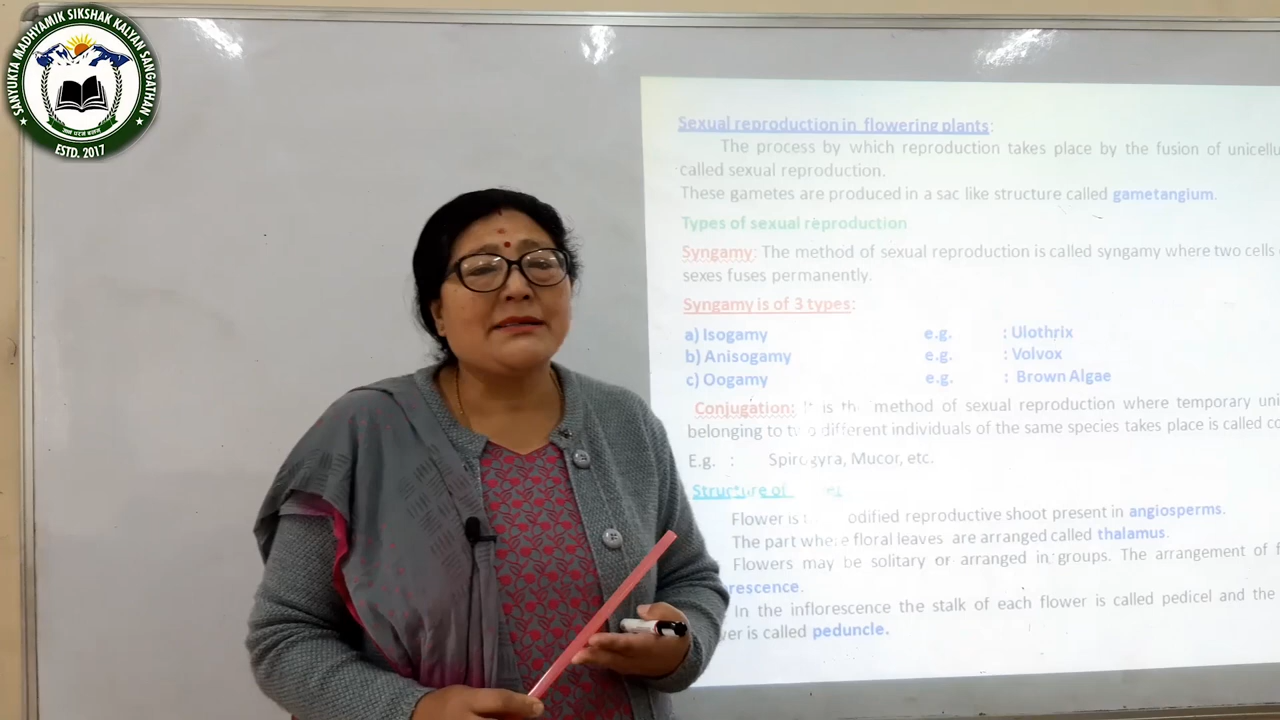 SANYUKTA MADHYAMIK SIKSHAK KALYAN SANGATHAN
ESTD. 2017
Sexual reproduction in flowering plants:
The process by which reproduction takes place by the fusion of
called sexual reproduction.
These gametes are produced in a sac like structure called gametangium.
Types of sexual reproduction
Syngamy: The method of sexual reproduction is called syngamy where two cells
sexes fuses permanently.
Syngamy is of 3 types:
a) Isogamy e.g. : Ulothrix
b) Anisogamy e.g. : Volvox
c) Oogamy e.g. : Brown Algae
Conjugation: It is the method of sexual reproduction where temporary
belonging to two different individuals of the same species takes place is called
E.g. : Spirogyra, Mucor, etc.
Structure of
Flower is odified reproductive shoot present in angiosperms.
The part where floral leaves are arranged called thalamus.
Flowers may be solitary or arranged in groups. The arrangement of
rescence.
In the inflorescence the stalk of each flower is called pedicel and the
wer is called peduncle.